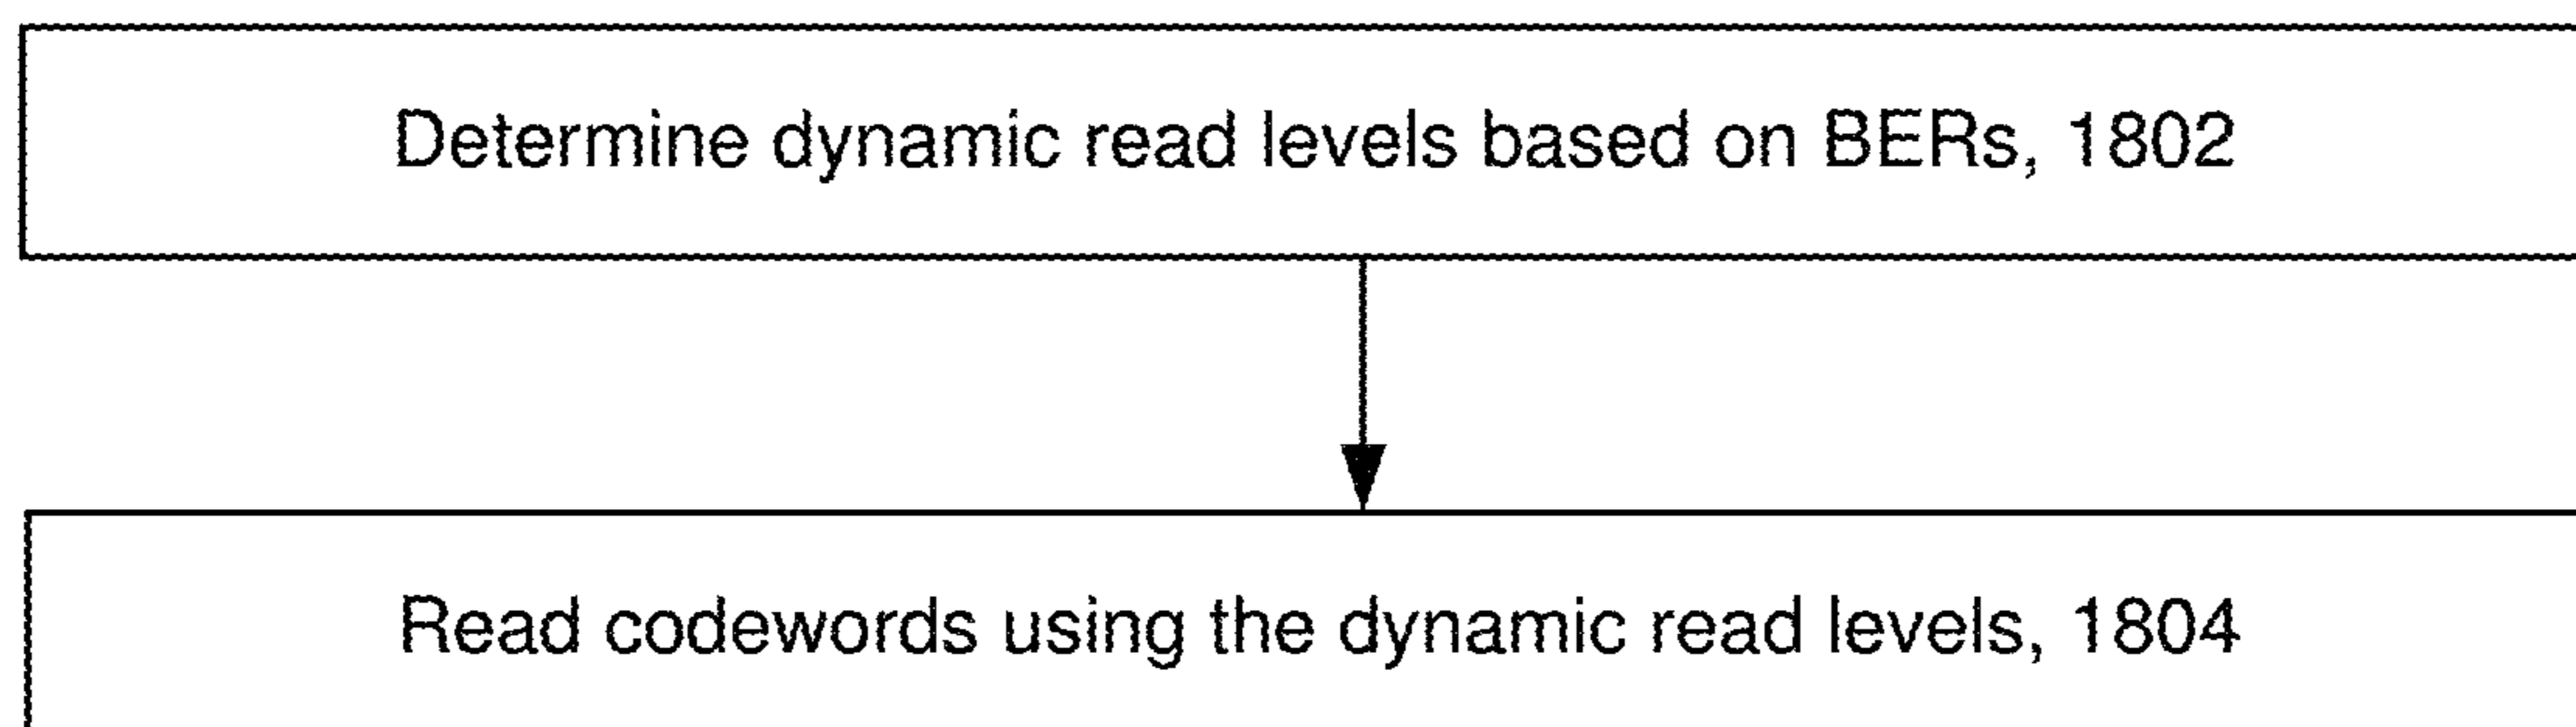 Determine dynamic read levels based on BERs, 1802
Read codewords using the dynamic read levels, 1804